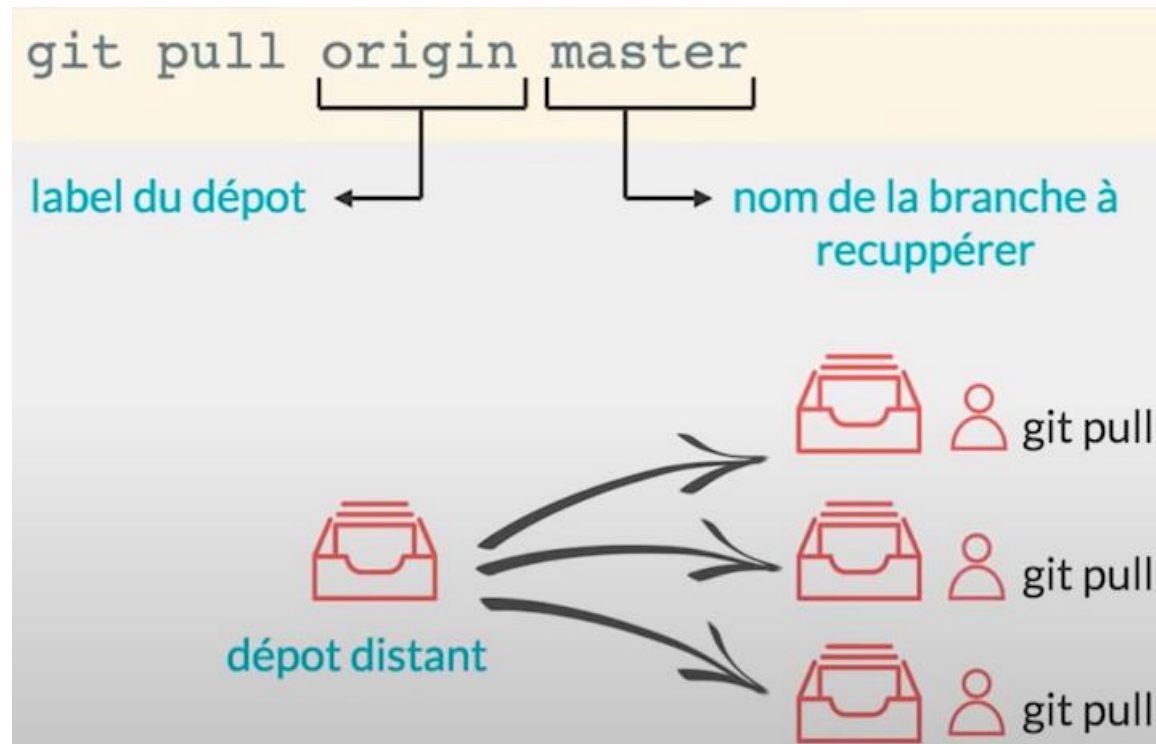 git pull origin master
label du dépot
nom de la branche à
recuppérer
git pull
git pull
dépot distant
git pull